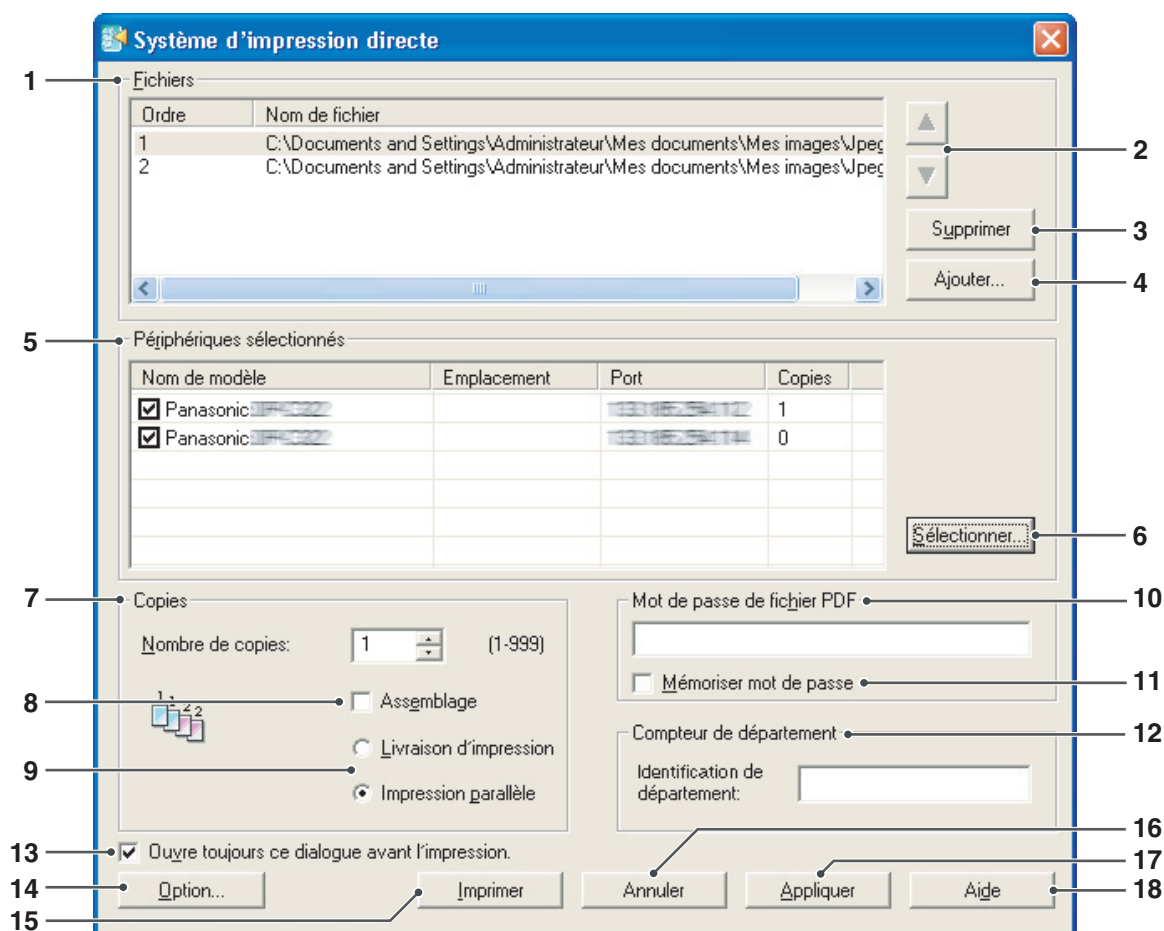 Système d'impression directe
1
Fichiers
Ordre Nom de fichier
1 C:\Documents and Settings\Administrateur\Mes documents\Mes images\Jpeg
2 C:\Documents and Settings\Administrateur\Mes documents\Mes images\Jpeg
2
Supprimer 3
Ajouter... 4
5 Périphériques sélectionnés
Nom de modèle Emplacement Port Copies
Panasonic 1
Panasonic 0
Sélectionner... 6
7 Copies
Nombre de copies: 1 (1-999)
1 1 2 2
8 Assemblage
Livraison d'impression
9
Impression parallèle
Mot de passe de fichier PDF 10
Mémoriser mot de passe 11
Compteur de département 12
Identification de
département:
13 Ouvre toujours ce dialogue avant l'impression.
16
17
14 Option...
15 Imprimer
Annuler
Appliquer
Aide 18